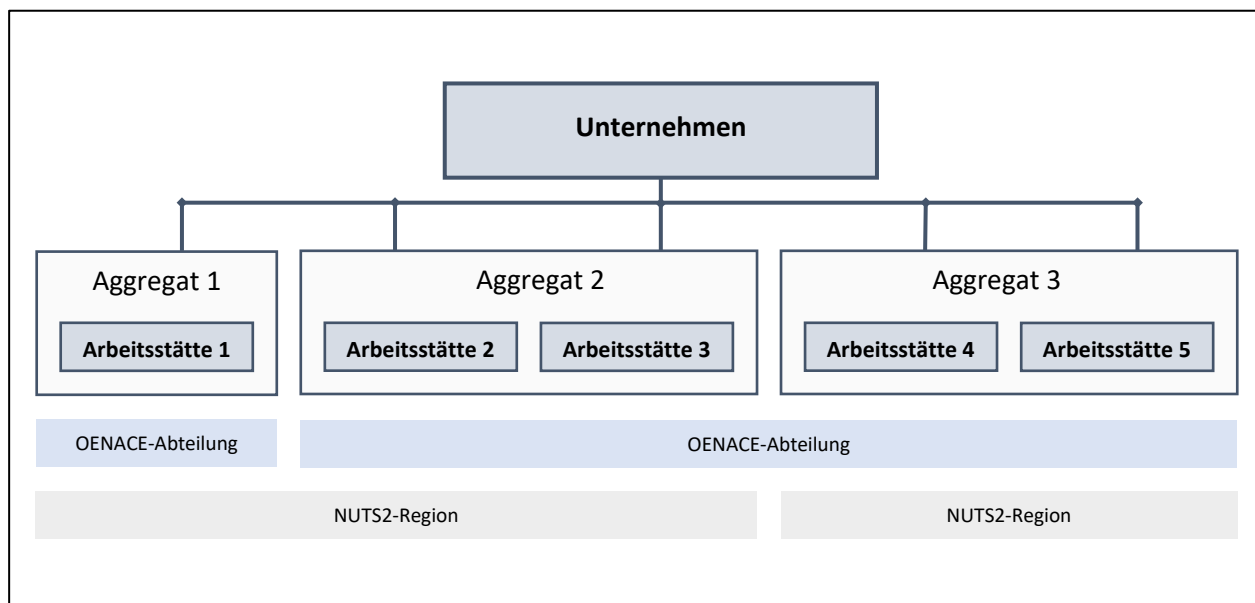 Unternehmen
Aggregat 1
Aggregat 2
Aggregat 3
Arbeitsstätte 1
Arbeitsstätte 2
Arbeitsstätte 3
Arbeitsstätte 4
Arbeitsstätte 5
OENACE-Abteilung
OENACE-Abteilung
NUTS2-Region
NUTS2-Region